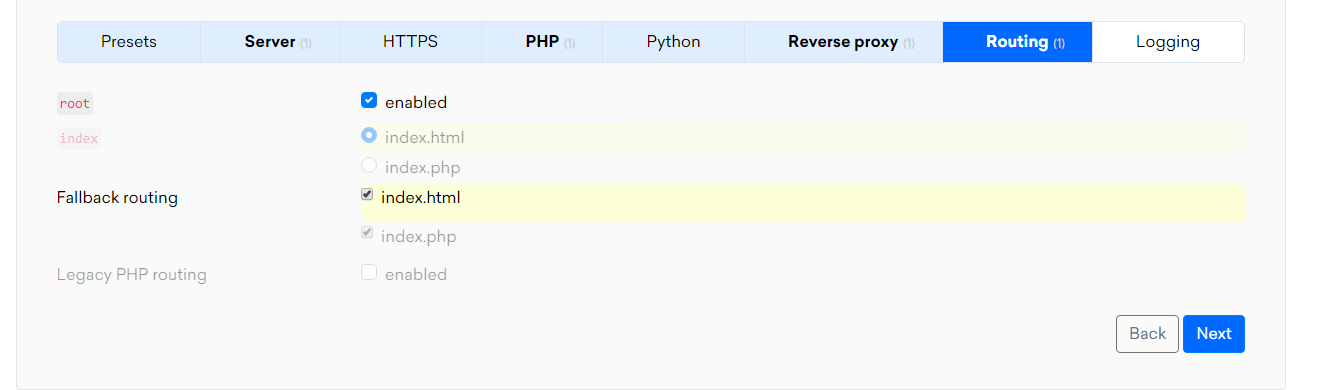 Presets Server (1) HTTPS PHP (1) Python Reverse proxy (1) Routing (1) Logging
root enabled
index index.html
index.php
Fallback routing index.html
index.php
Legacy PHP routing enabled
Back Next